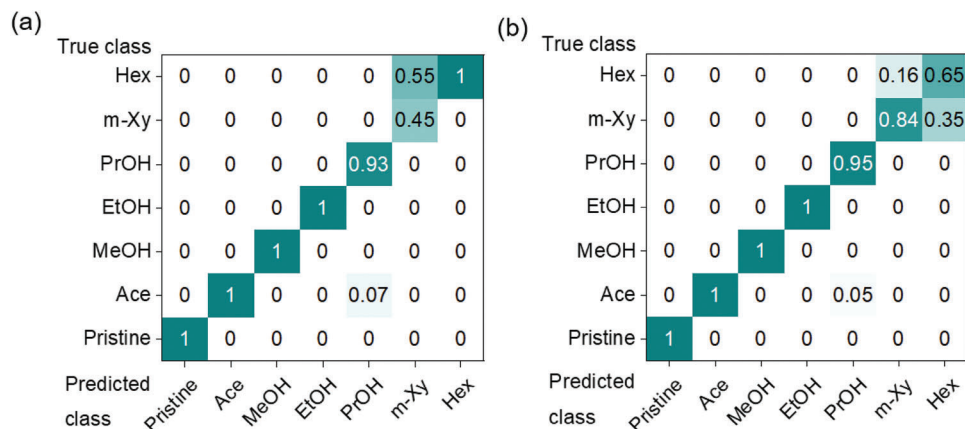 (a)
True class
Hex 0 0 0 0 0 0.55 1
m-Xy 0 0 0 0 0 0.45 0
PrOH 0 0 0 0 0.93 0 0
EtOH 0 0 0 1 0 0 0
MeOH 0 0 1 0 0 0 0
Ace 0 1 0 0 0.07 0 0
Pristine 1 0 0 0 0 0 0
Predicted class
Pristine Ace MeOH EtOH PrOH m-Xy Hex
(b)
True class
Hex 0 0 0 0 0 0.16 0.65
m-Xy 0 0 0 0 0 0.84 0.35
PrOH 0 0 0 0 0.95 0 0
EtOH 0 0 0 1 0 0 0
MeOH 0 0 1 0 0 0 0
Ace 0 1 0 0 0.05 0 0
Pristine 1 0 0 0 0 0 0
Predicted class
Pristine Ace MeOH EtOH PrOH m-Xy Hex